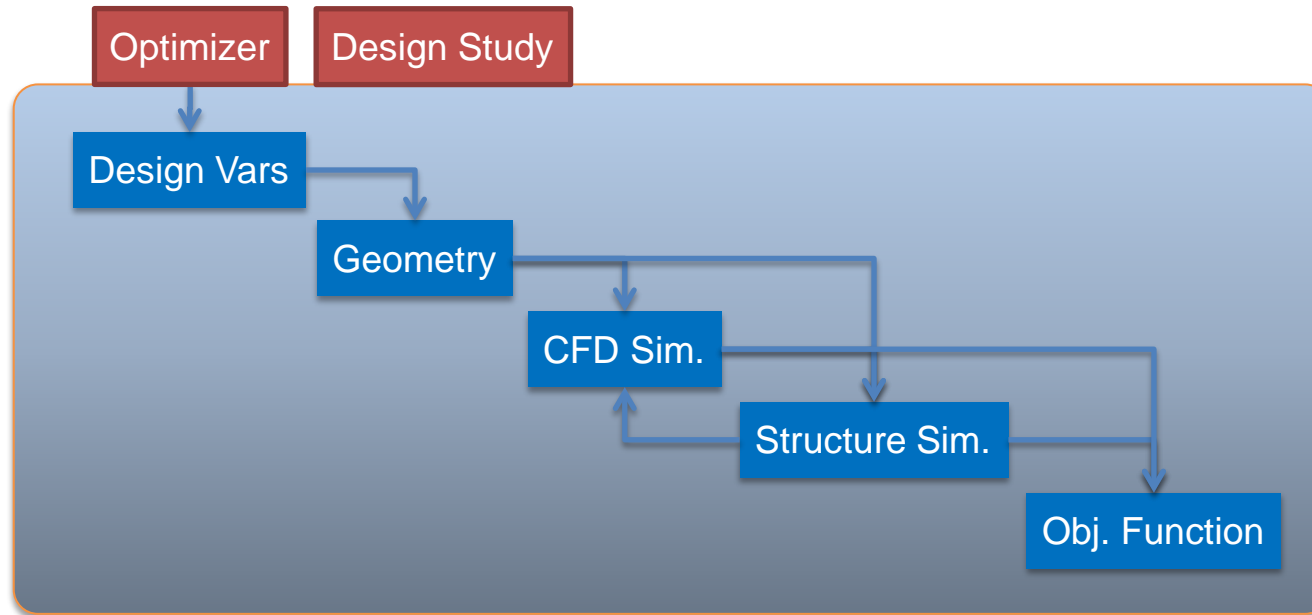 Optimizer
Design Study
Design Vars
Geometry
CFD Sim.
Structure Sim.
Obj. Function